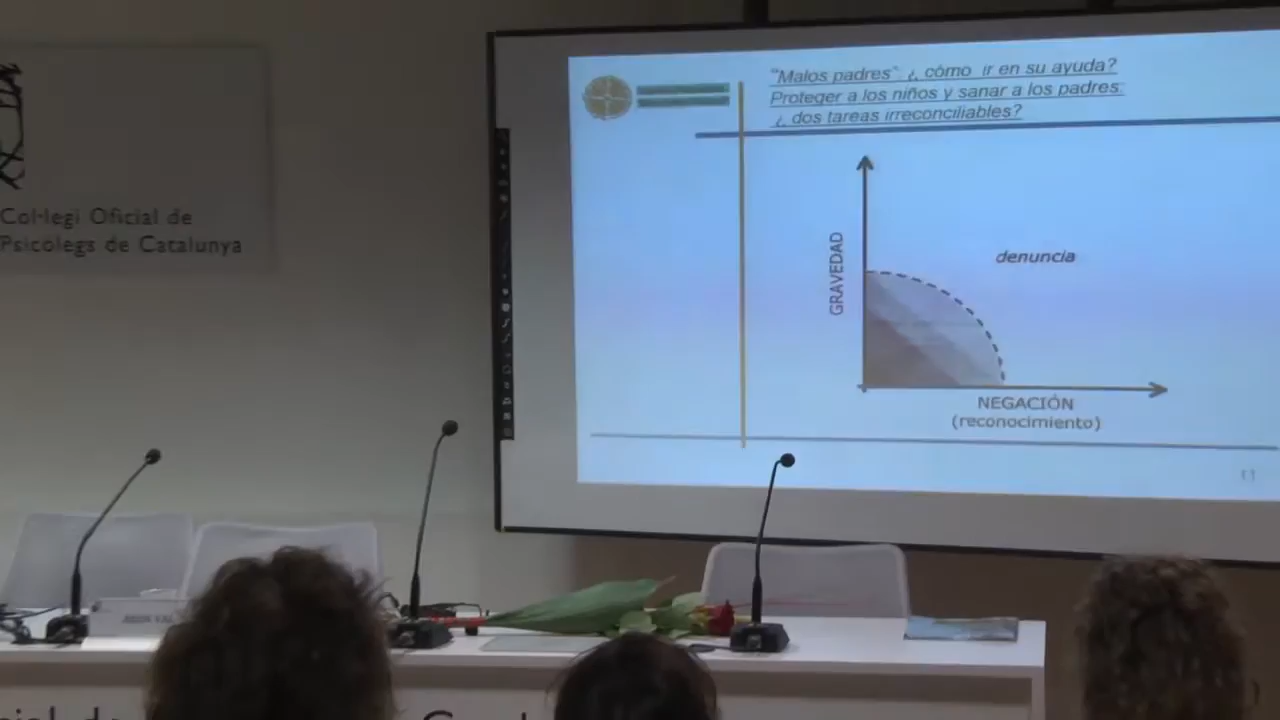 Col·legi Oficial de
Psicòlegs de Catalunya
"Malos padres": ¿ cómo ir en su ayuda?
Proteger a los niños y sanar a los padres:
¿ dos tareas irreconciliables?
GRAVEDAD
denuncia
NEGACIÓN
(reconocimiento)
11